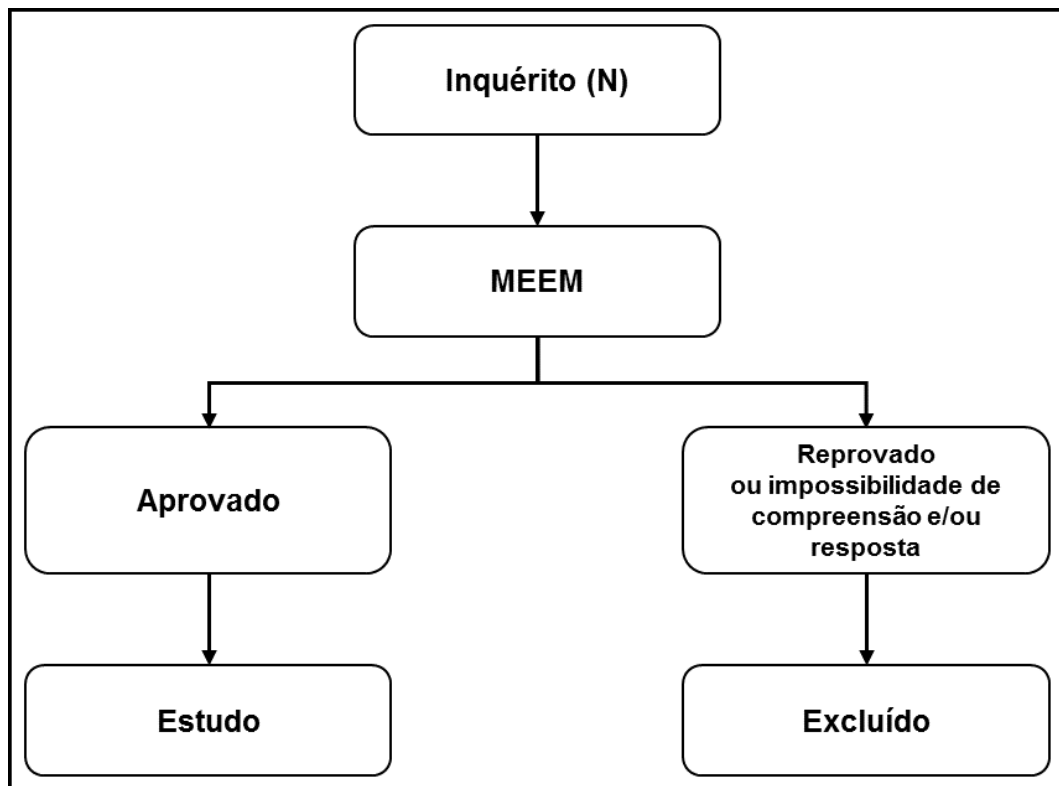 Inquérito (N)
MEEM
Aprovado
Reprovado
ou impossibilidade de
compreensão e/ou
resposta
Estudo
Excluído